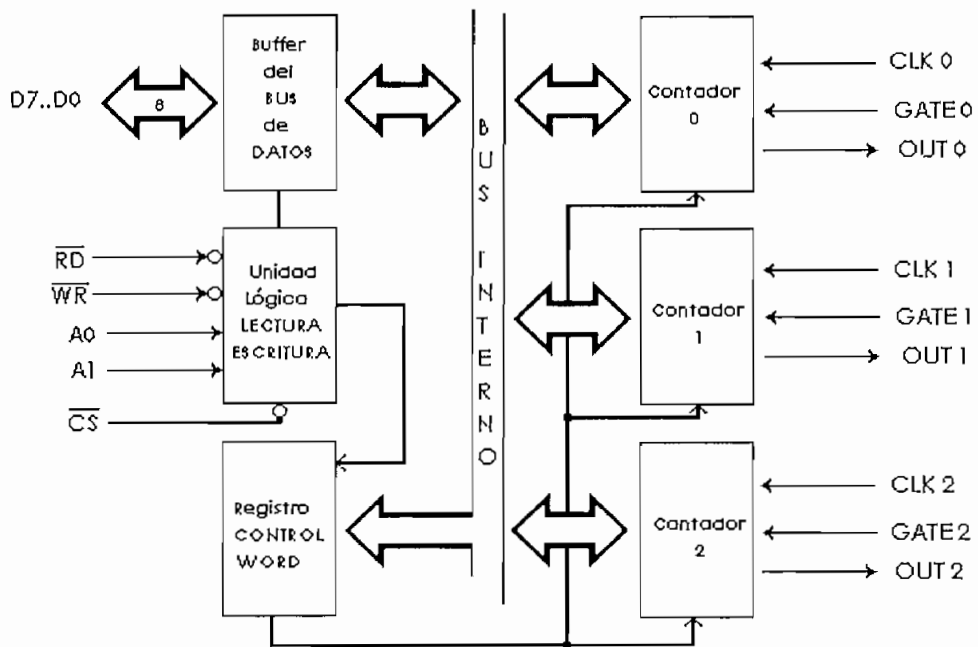 Buffer
del
BUS
de
DATOS
D7..D0
8
BUS INTERNO
Contador
0
CLK 0
GATE 0
OUT 0
RD
WR
A0
A1
CS
Unidad
Lógica
LECTURA
ESCRITURA
Contador
1
CLK 1
GATE 1
OUT 1
Registro
CONTROL
WORD
Contador
2
CLK 2
GATE 2
OUT 2